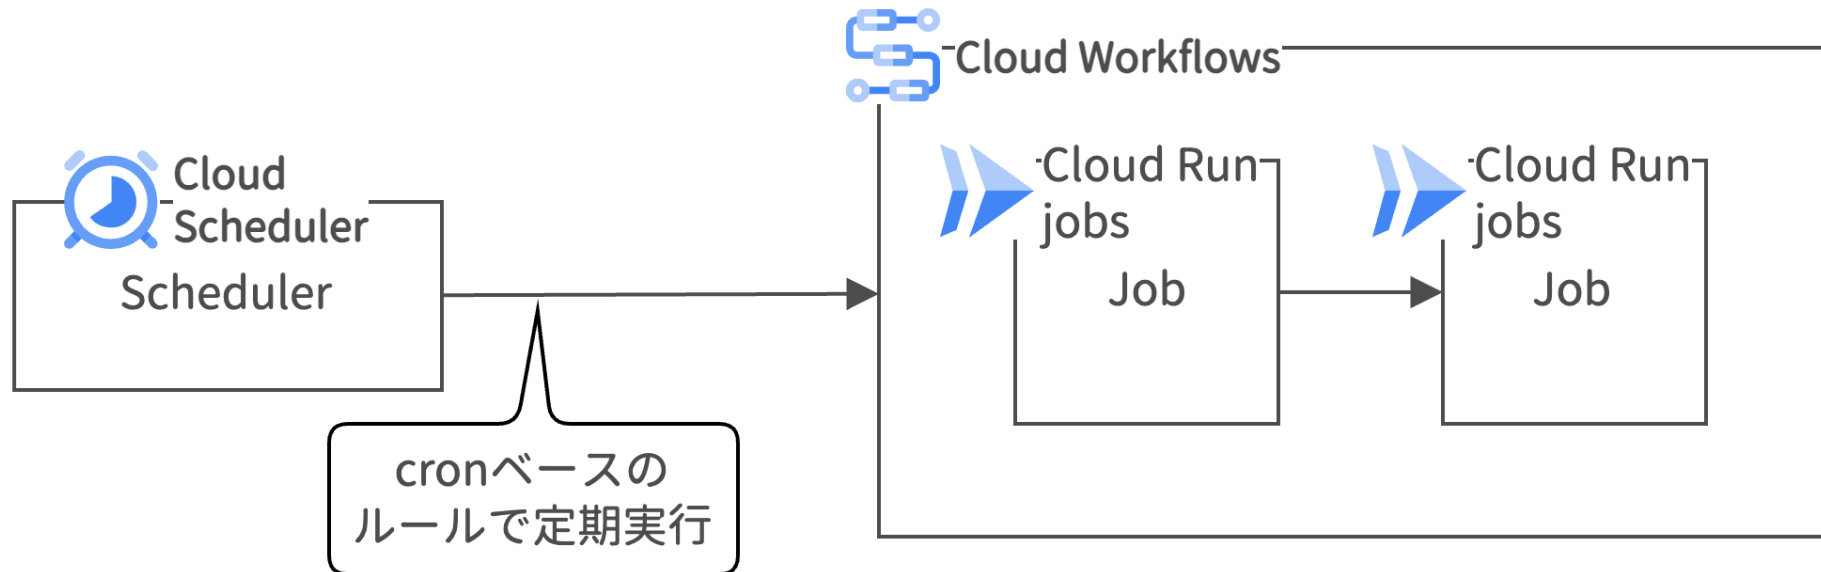 Cloud Workflows
Cloud
Scheduler
Scheduler
Cloud Run
jobs
Job
Cloud Run
jobs
Job
cronベースの
ルールで定期実行